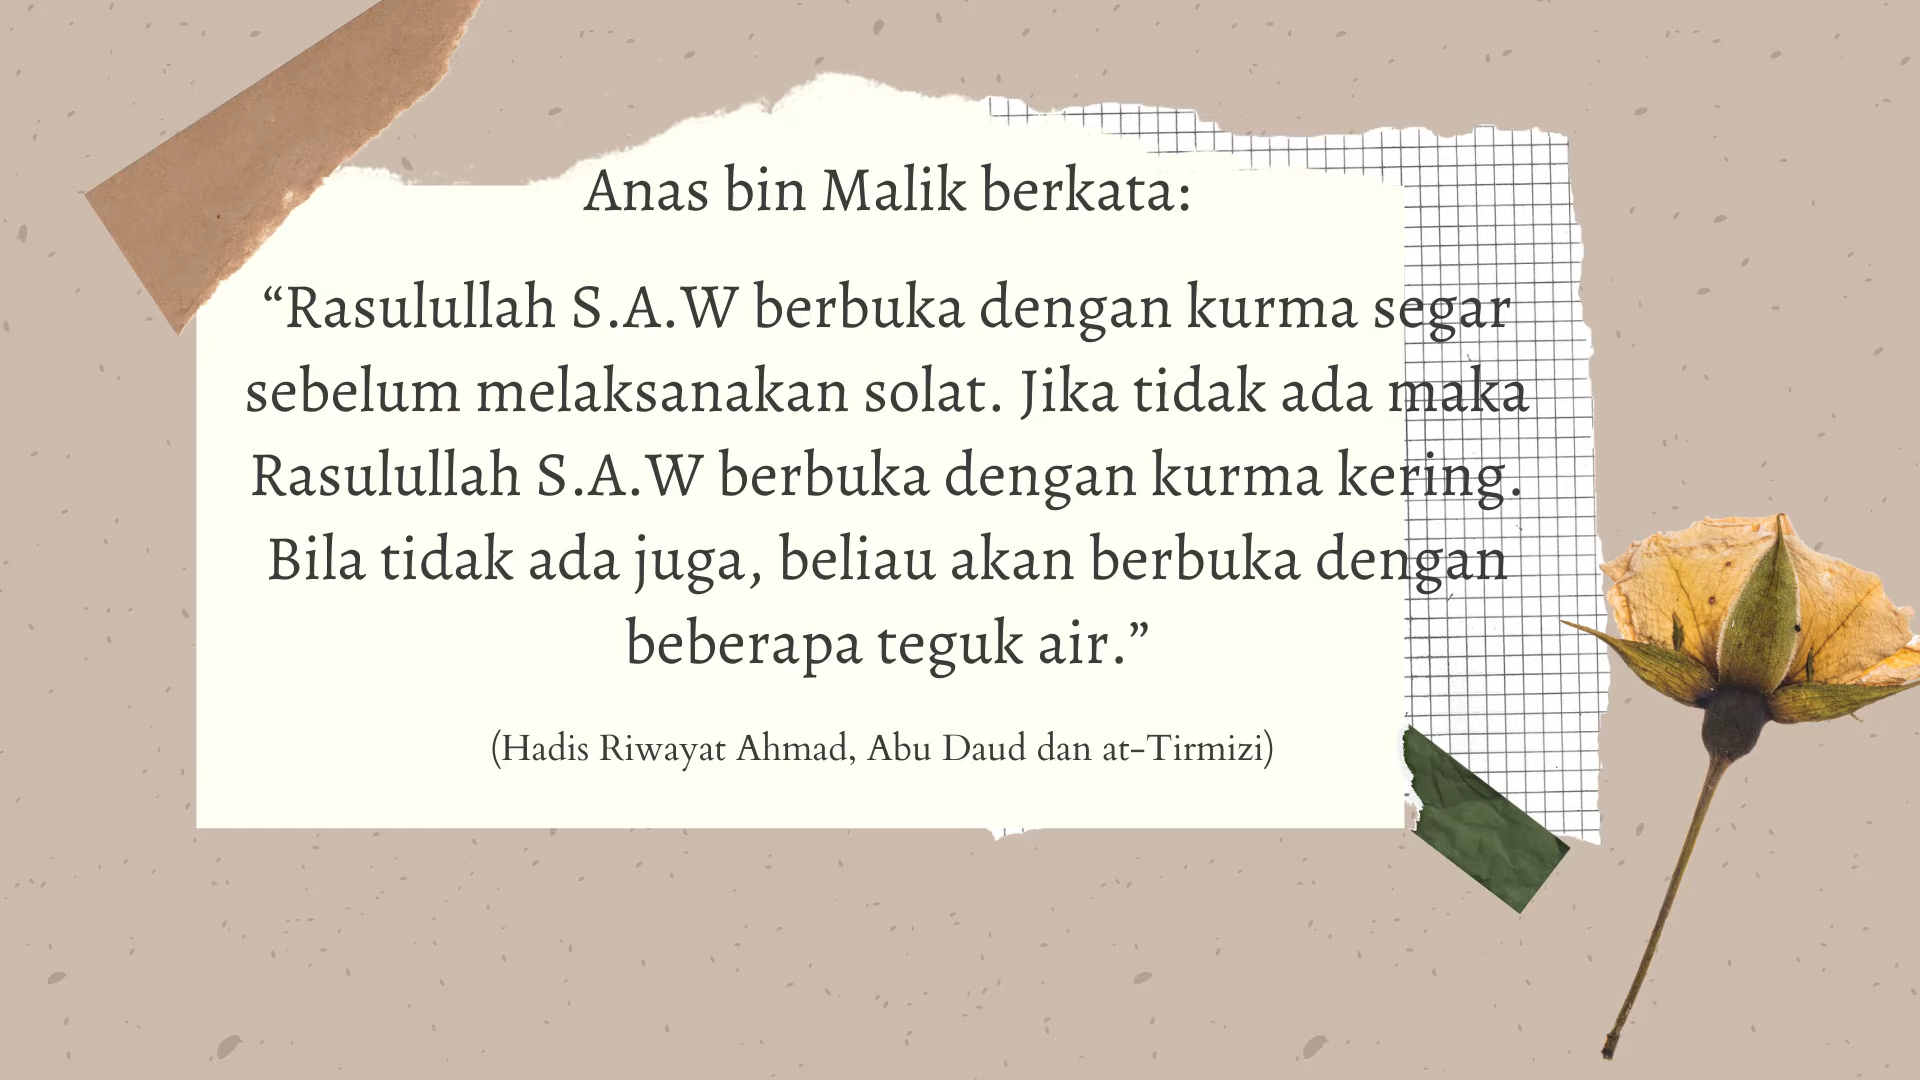 Anas bin Malik berkata:
“Rasulullah S.A.W berbuka dengan kurma segar
sebelum melaksanakan solat. Jika tidak ada maka
Rasulullah S.A.W berbuka dengan kurma kering.
Bila tidak ada juga, beliau akan berbuka dengan
beberapa teguk air.”
(Hadis Riwayat Ahmad, Abu Daud dan at-Tirmizi)